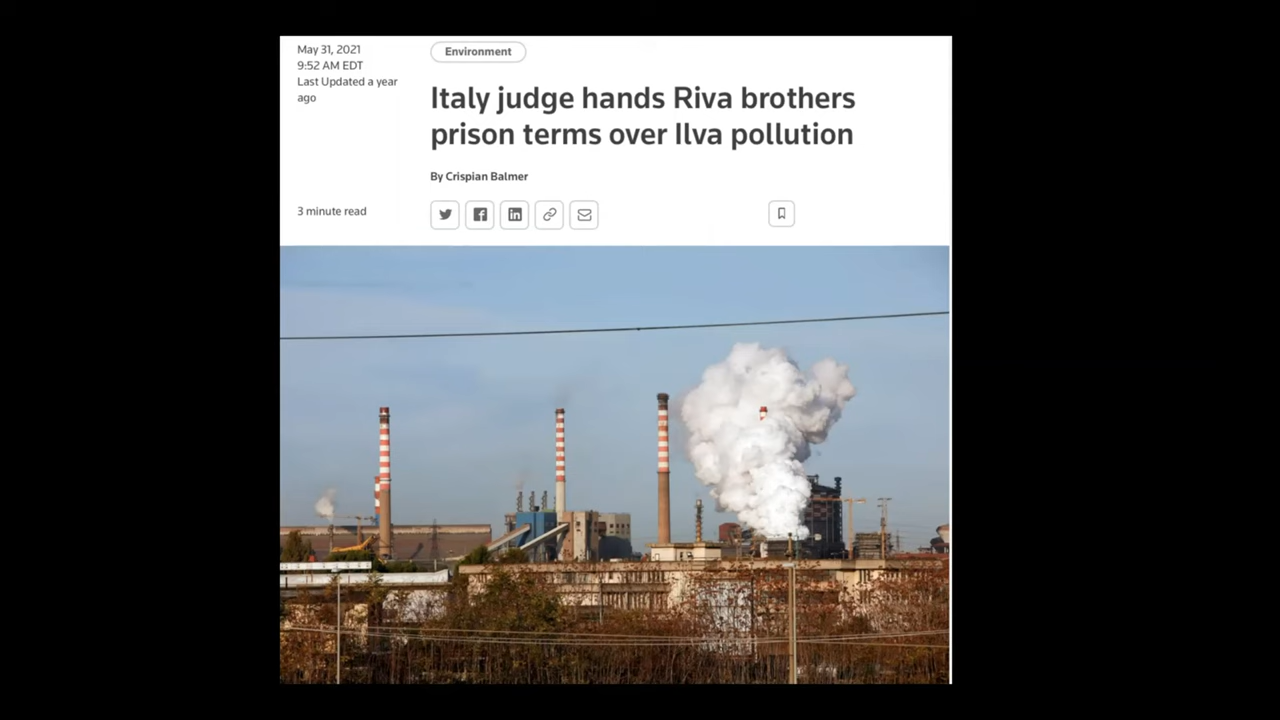 May 31, 2021
9:52 AM EDT
Last Updated a year
ago
Environment
Italy judge hands Riva brothers
prison terms over Ilva pollution
By Crispian Balmer
3 minute read